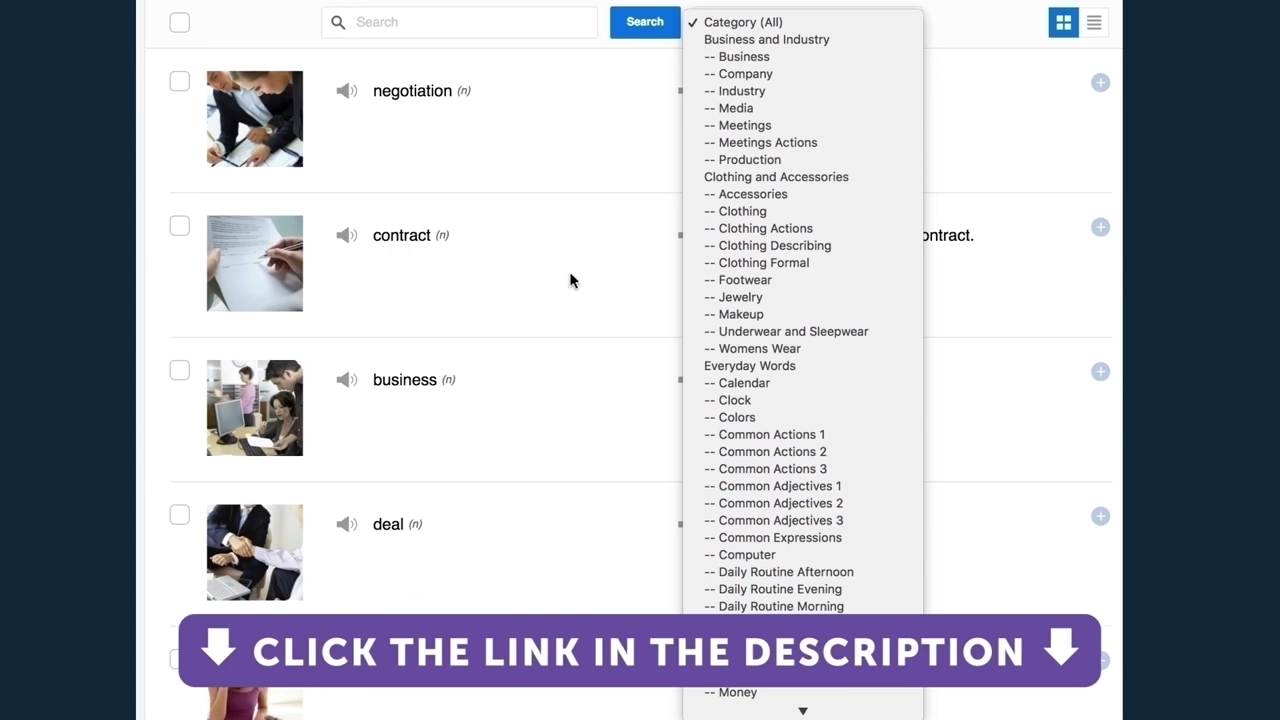 Search
Search
✓ Category (All)
Business and Industry
-- Business
-- Company
-- Industry
-- Media
-- Meetings
-- Meetings Actions
-- Production
Clothing and Accessories
-- Accessories
-- Clothing
-- Clothing Actions
-- Clothing Describing
-- Clothing Formal
-- Footwear
-- Jewelry
-- Makeup
-- Underwear and Sleepwear
-- Womens Wear
Everyday Words
-- Calendar
-- Clock
-- Colors
-- Common Actions 1
-- Common Actions 2
-- Common Actions 3
-- Common Adjectives 1
-- Common Adjectives 2
-- Common Adjectives 3
-- Common Expressions
-- Computer
-- Daily Routine Afternoon
-- Daily Routine Evening
-- Daily Routine Morning
-- Money
negotiation (n)
contract (n)
business (n)
deal (n)
CLICK THE LINK IN THE DESCRIPTION